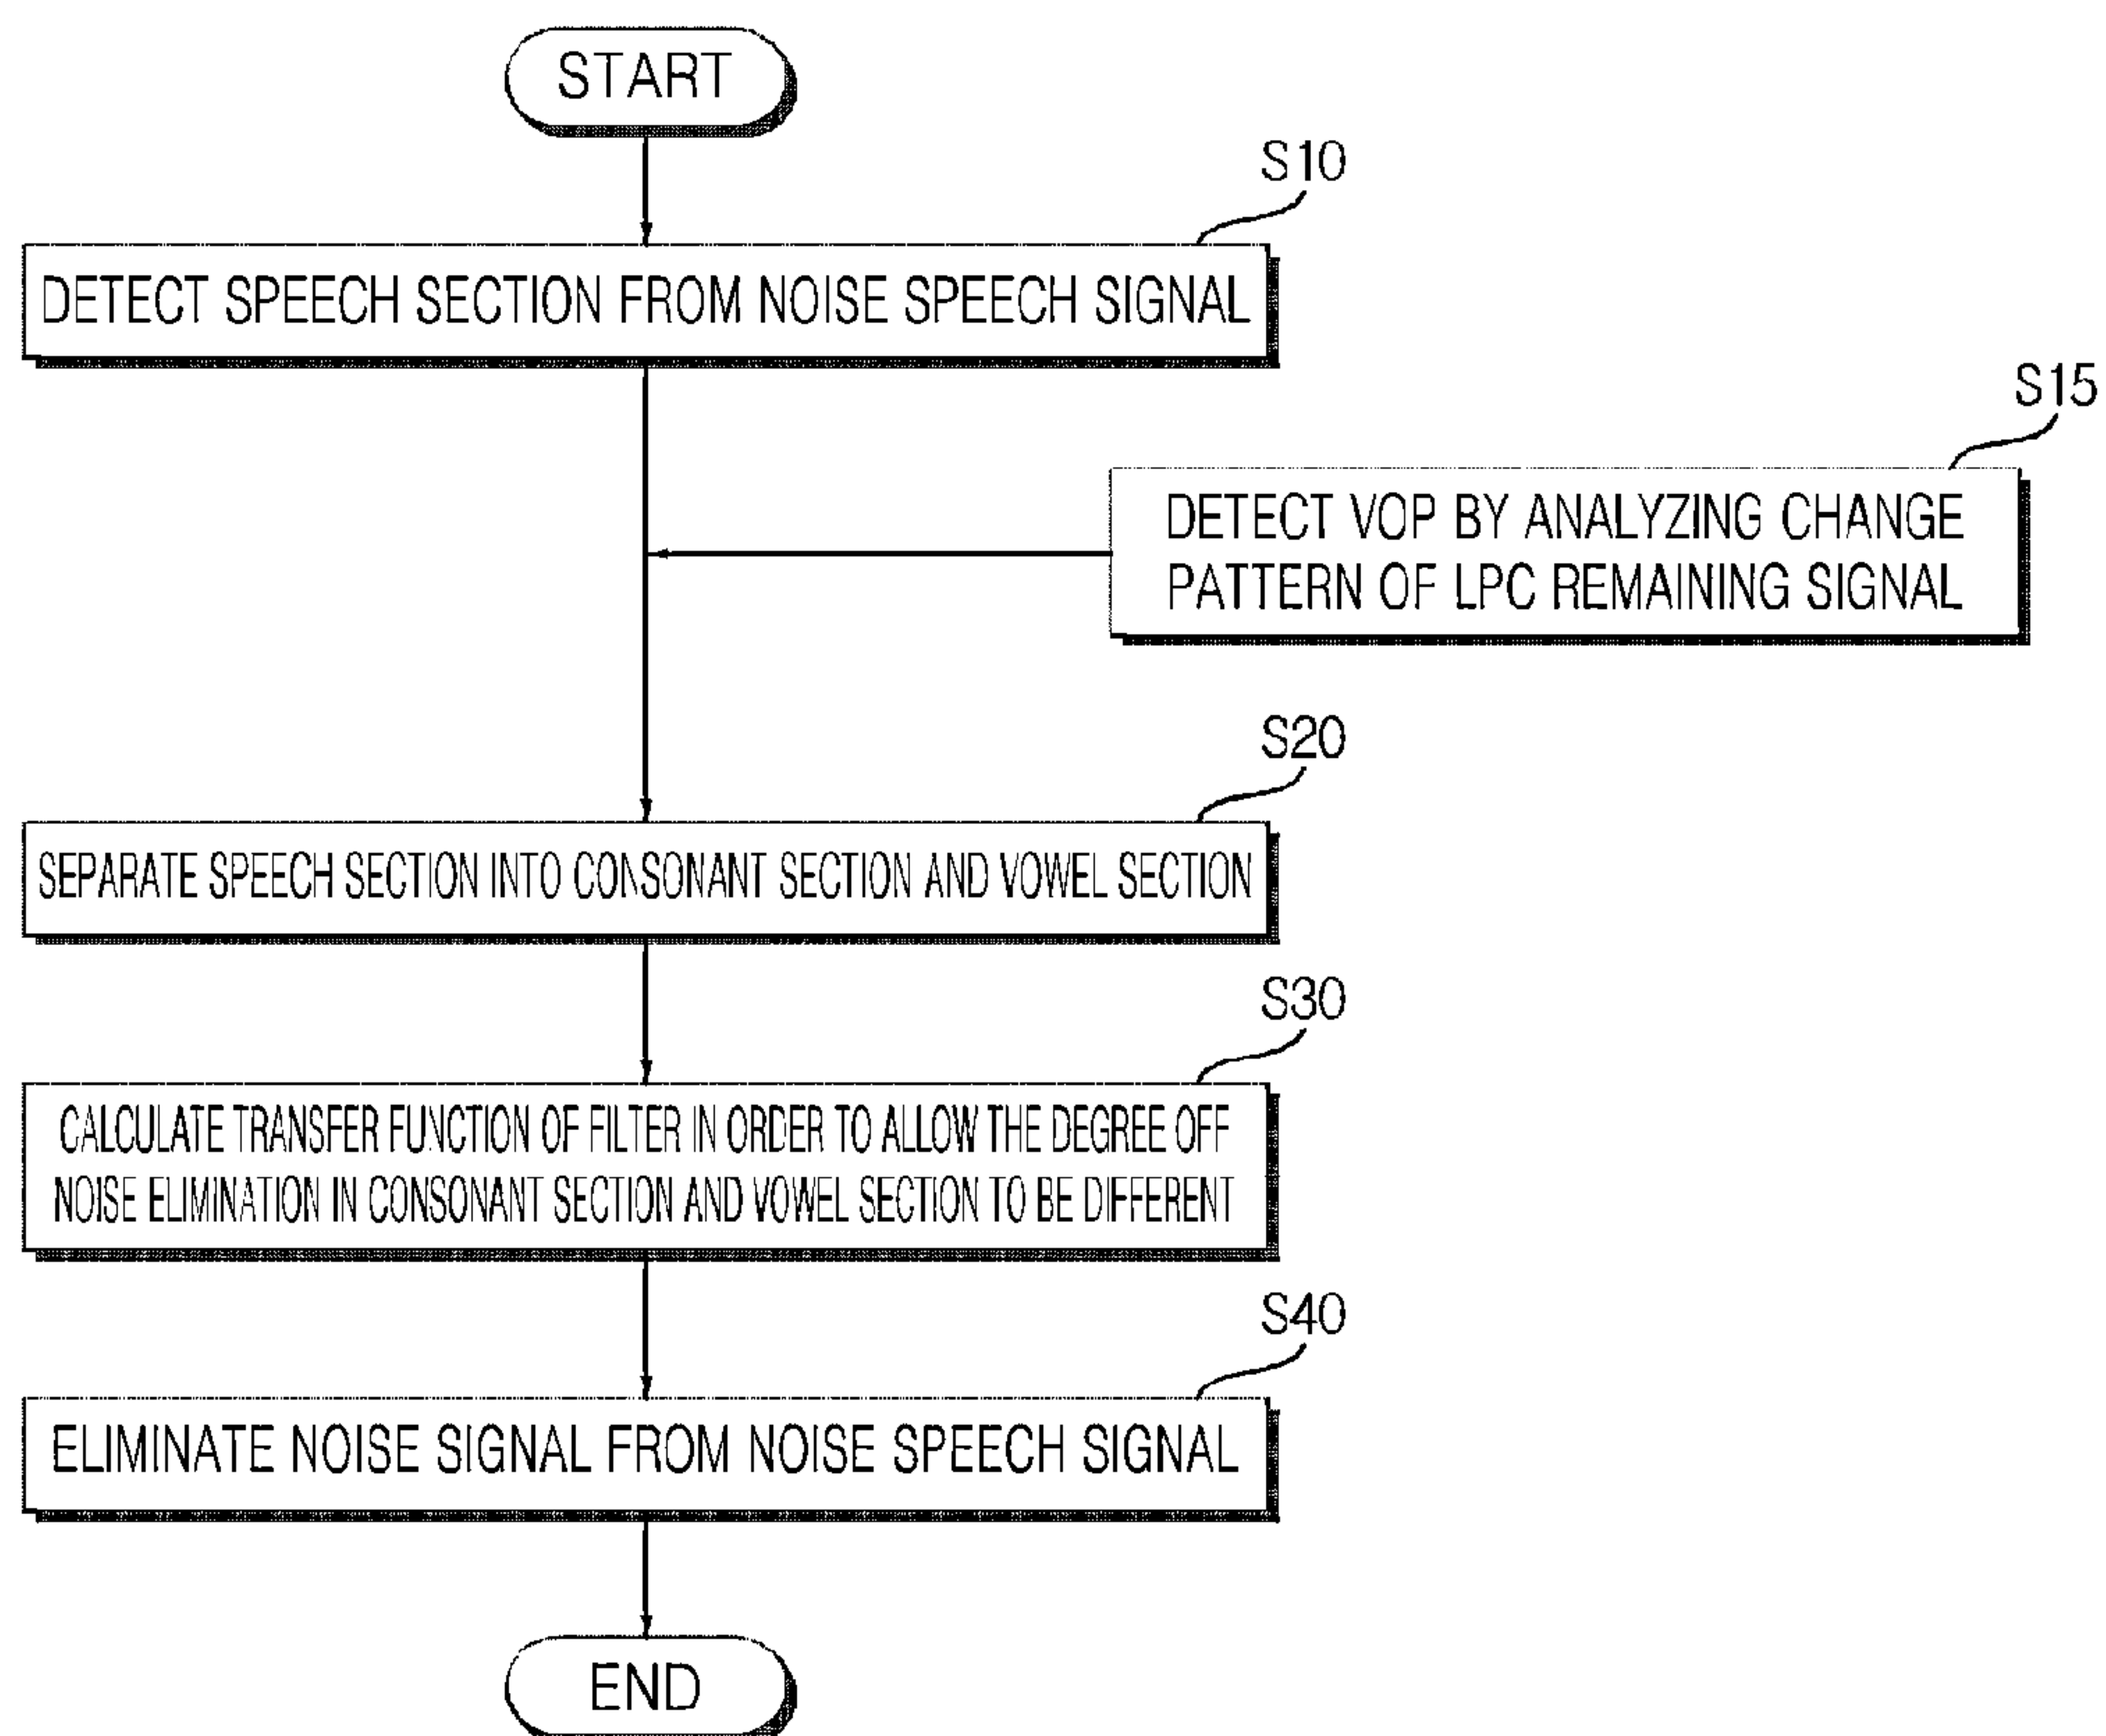 START
S10
DETECT SPEECH SECTION FROM NOISE SPEECH SIGNAL
S15
DETECT VOP BY ANALYZING CHANGE
PATTERN OF LPC REMAINING SIGNAL
S20
SEPARATE SPEECH SECTION INTO CONSONANT SECTION AND VOWEL SECTION
S30
CALCULATE TRANSFER FUNCTION OF FILTER IN ORDER TO ALLOW THE DEGREE OFF
NOISE ELIMINATION IN CONSONANT SECTION AND VOWEL SECTION TO BE DIFFERENT
S40
ELIMINATE NOISE SIGNAL FROM NOISE SPEECH SIGNAL
END